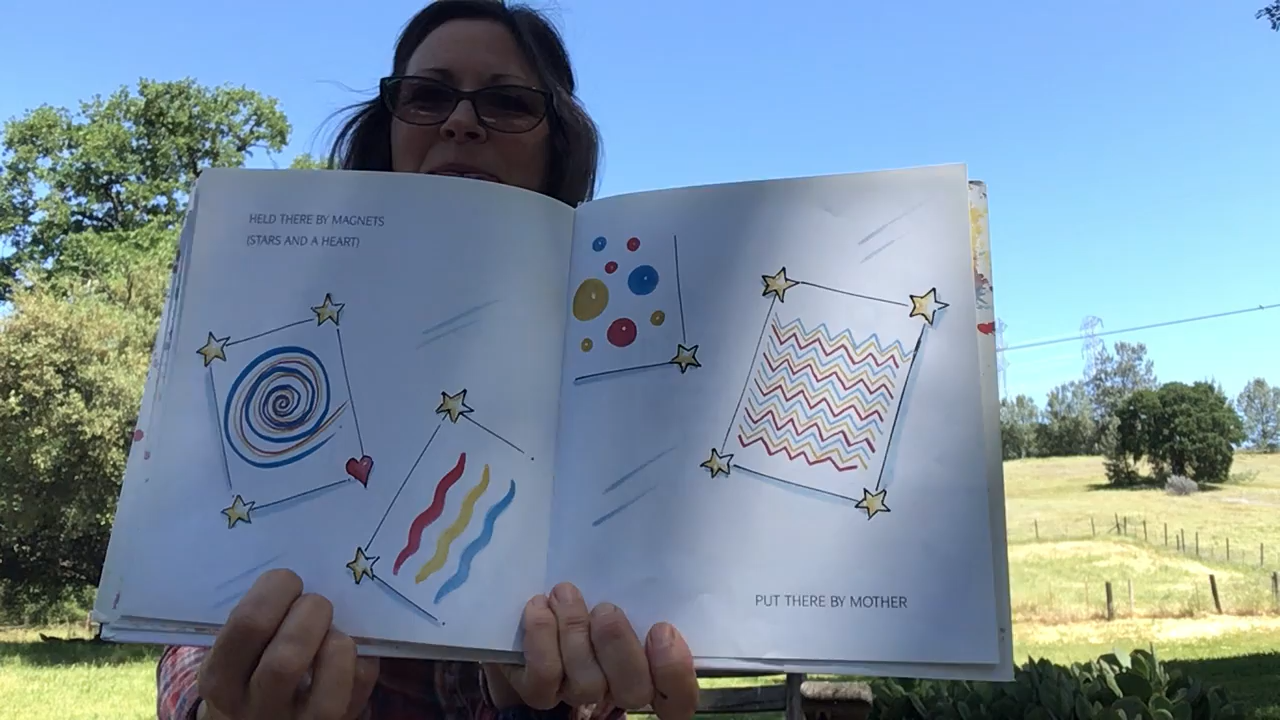 HELD THERE BY MAGNETS
(STARS AND A HEART)
PUT THERE BY MOTHER